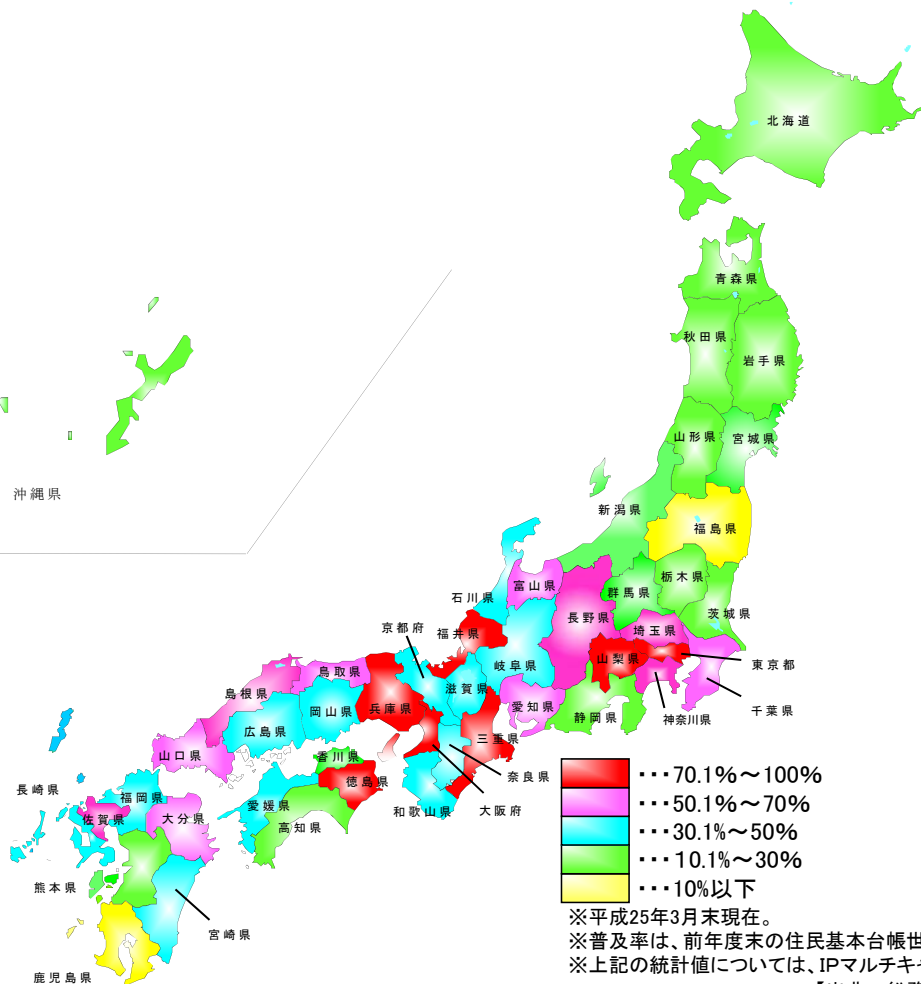 北海道
青森県
秋田県
岩手県
山形県
宮城県
沖縄県
新潟県
福島県
富山県
栃木県
群馬県
石川県
長野県
茨城県
京都府
福井県
埼玉県
岐阜県
山梨県
東京都
鳥取県
滋賀県
島根県
岡山県
兵庫県
愛知県
千葉県
広島県
静岡県
神奈川県
三重県
山口県
香川県
奈良県
徳島県
長崎県
福岡県
愛媛県
和歌山県
大阪府
佐賀県
大分県
高知県
熊本県
宮崎県
鹿児島県
・・・70.1%~100%
・・・50.1%~70%
・・・30.1%~50%
・・・10.1%~30%
・・・10%以下
※平成25年3月末現在。
※普及率は、前年度末の住民基本台帳世
※上記の統計値については、IPマルチキ